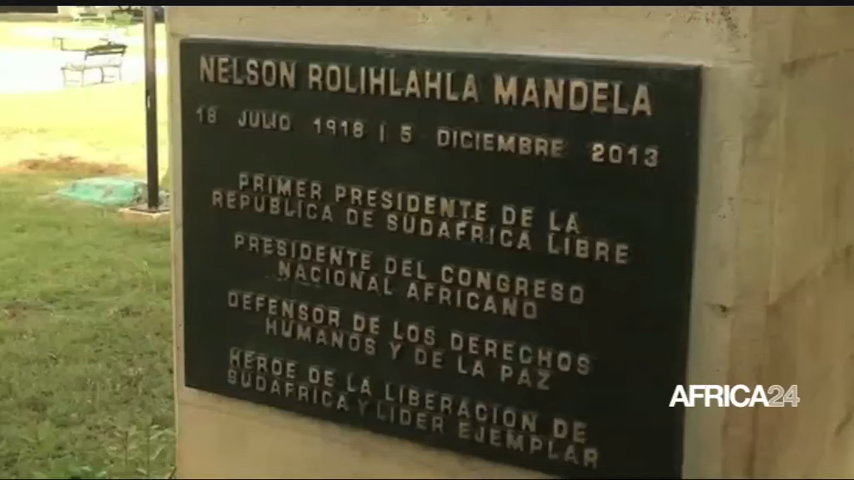 NELSON ROLIHLAHLA MANDELA
18 JULIO 1918 | 5 DICIEMBRE 2013
PRIMER PRESIDENTE DE LA
REPUBLICA DE SUDAFRICA LIBRE
PRESIDENTE DEL CONGRESO
NACIONAL AFRICANO
DEFENSOR DE LOS DERECHOS
HUMANOS Y DE LA PAZ
HEROE DE LA LIBERACION DE
SUDAFRICA Y LIDER EJEMPLAR
AFRICA24